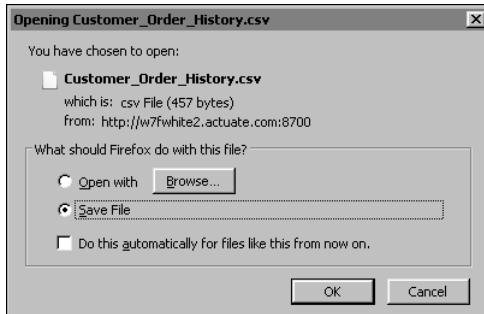 Opening Customer_Order_History.csv
You have chosen to open:
Customer_Order_History.csv
which is: csv File (457 bytes)
from: http://w7fwhite2.actuate.com:8700
What should Firefox do with this file?
Open with Browse...
Save File
Do this automatically for files like this from now on.
OK Cancel